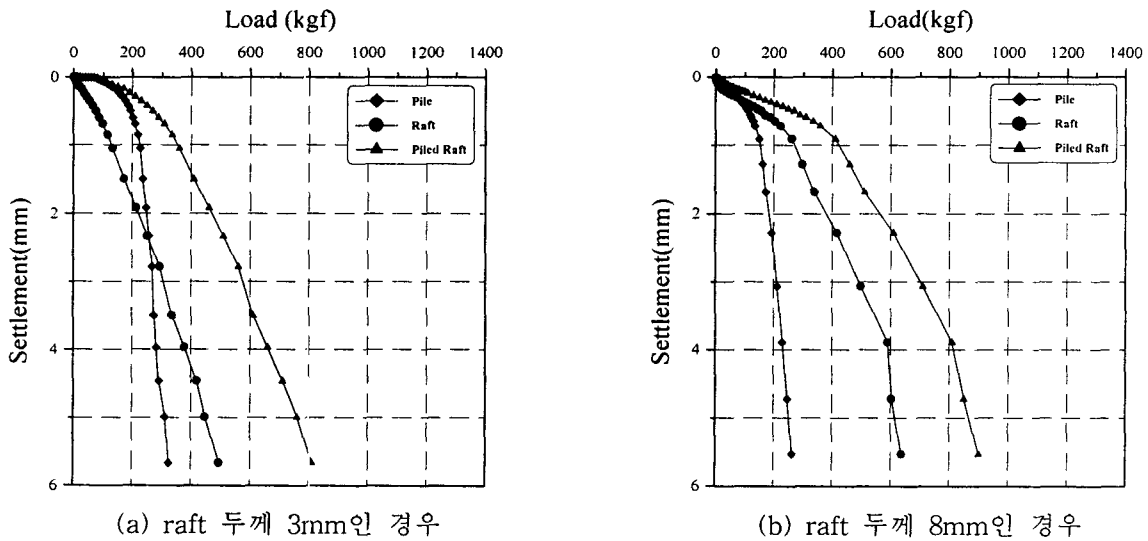 Load (kgf)
0 200 400 600 800 1000 1200 1400
0
2
4
6
Settlement(mm)
Pile
Raft
Piled Raft
(a) raft 두께 3mm인 경우
Load(kgf)
0 200 400 600 800 1000 1200 1400
0
2
4
6
Settlement(mm)
Pile
Raft
Piled Raft
(b) raft 두께 8mm인 경우